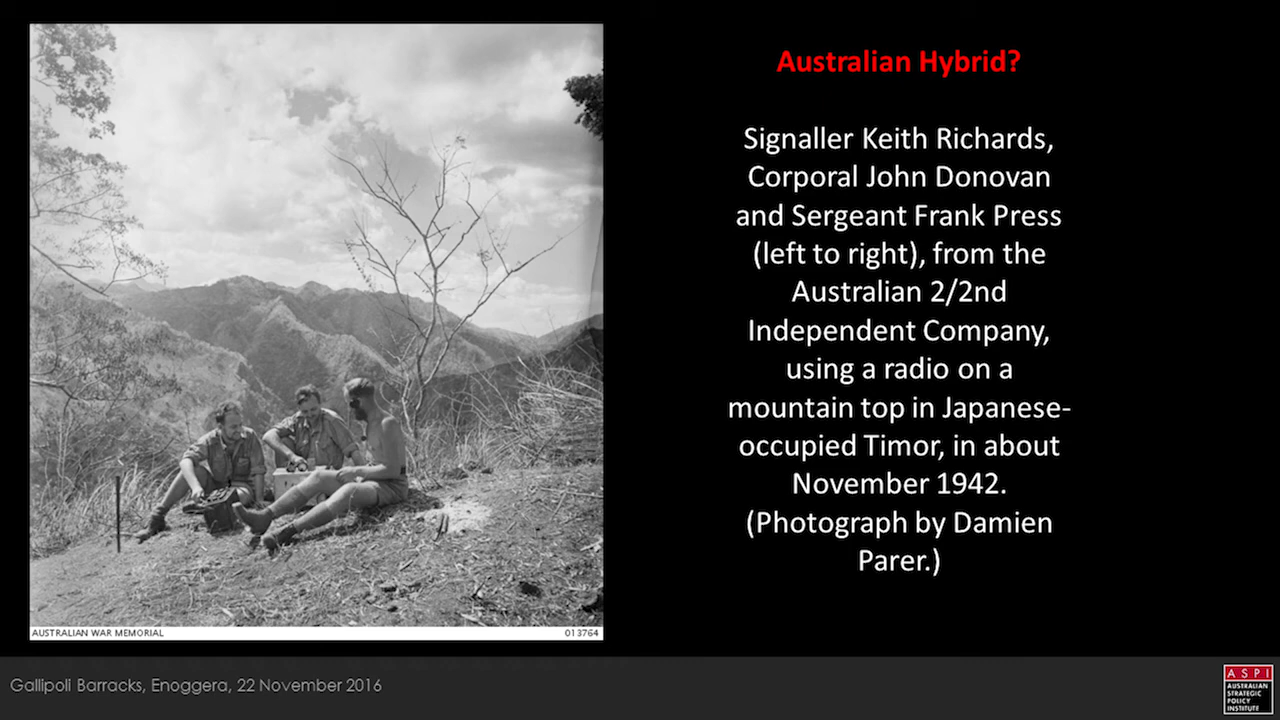 Australian Hybrid?
Signaller Keith Richards,
Corporal John Donovan
and Sergeant Frank Press
(left to right), from the
Australian 2/2nd
Independent Company,
using a radio on a
mountain top in Japanese-
occupied Timor, in about
November 1942.
(Photograph by Damien
Parer.)
AUSTRALIAN WAR MEMORIAL
013764
Gallipoli Barracks, Enoggera, 22 November 2016
ASPI
AUSTRALIAN
STRATEGIC
POLICY
INSTITUTE